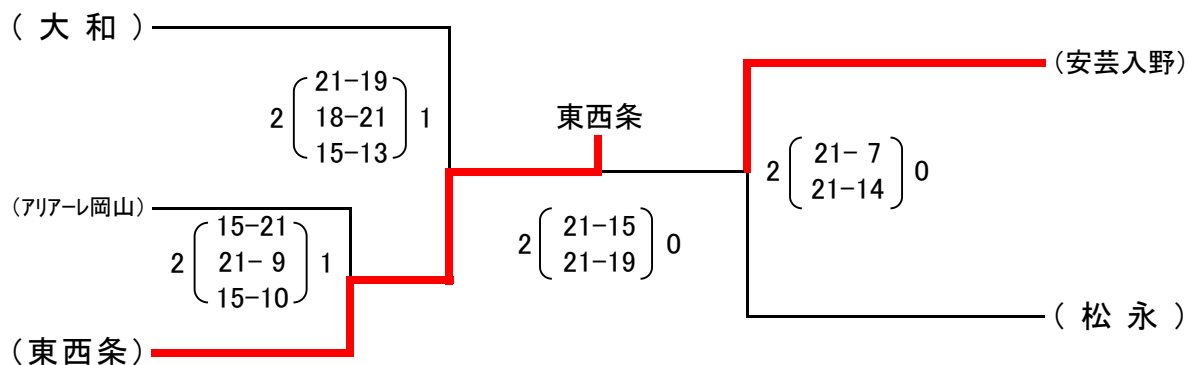 ( 大 和 )
21-19
2 18-21 1
15-13
(アリアーレ岡山)
15-21
2 21- 9 1
15-10
(東西条)
東西条
21-15
2 21-19 0
(安芸入野)
21- 7
2 21-14 0
( 松 永 )